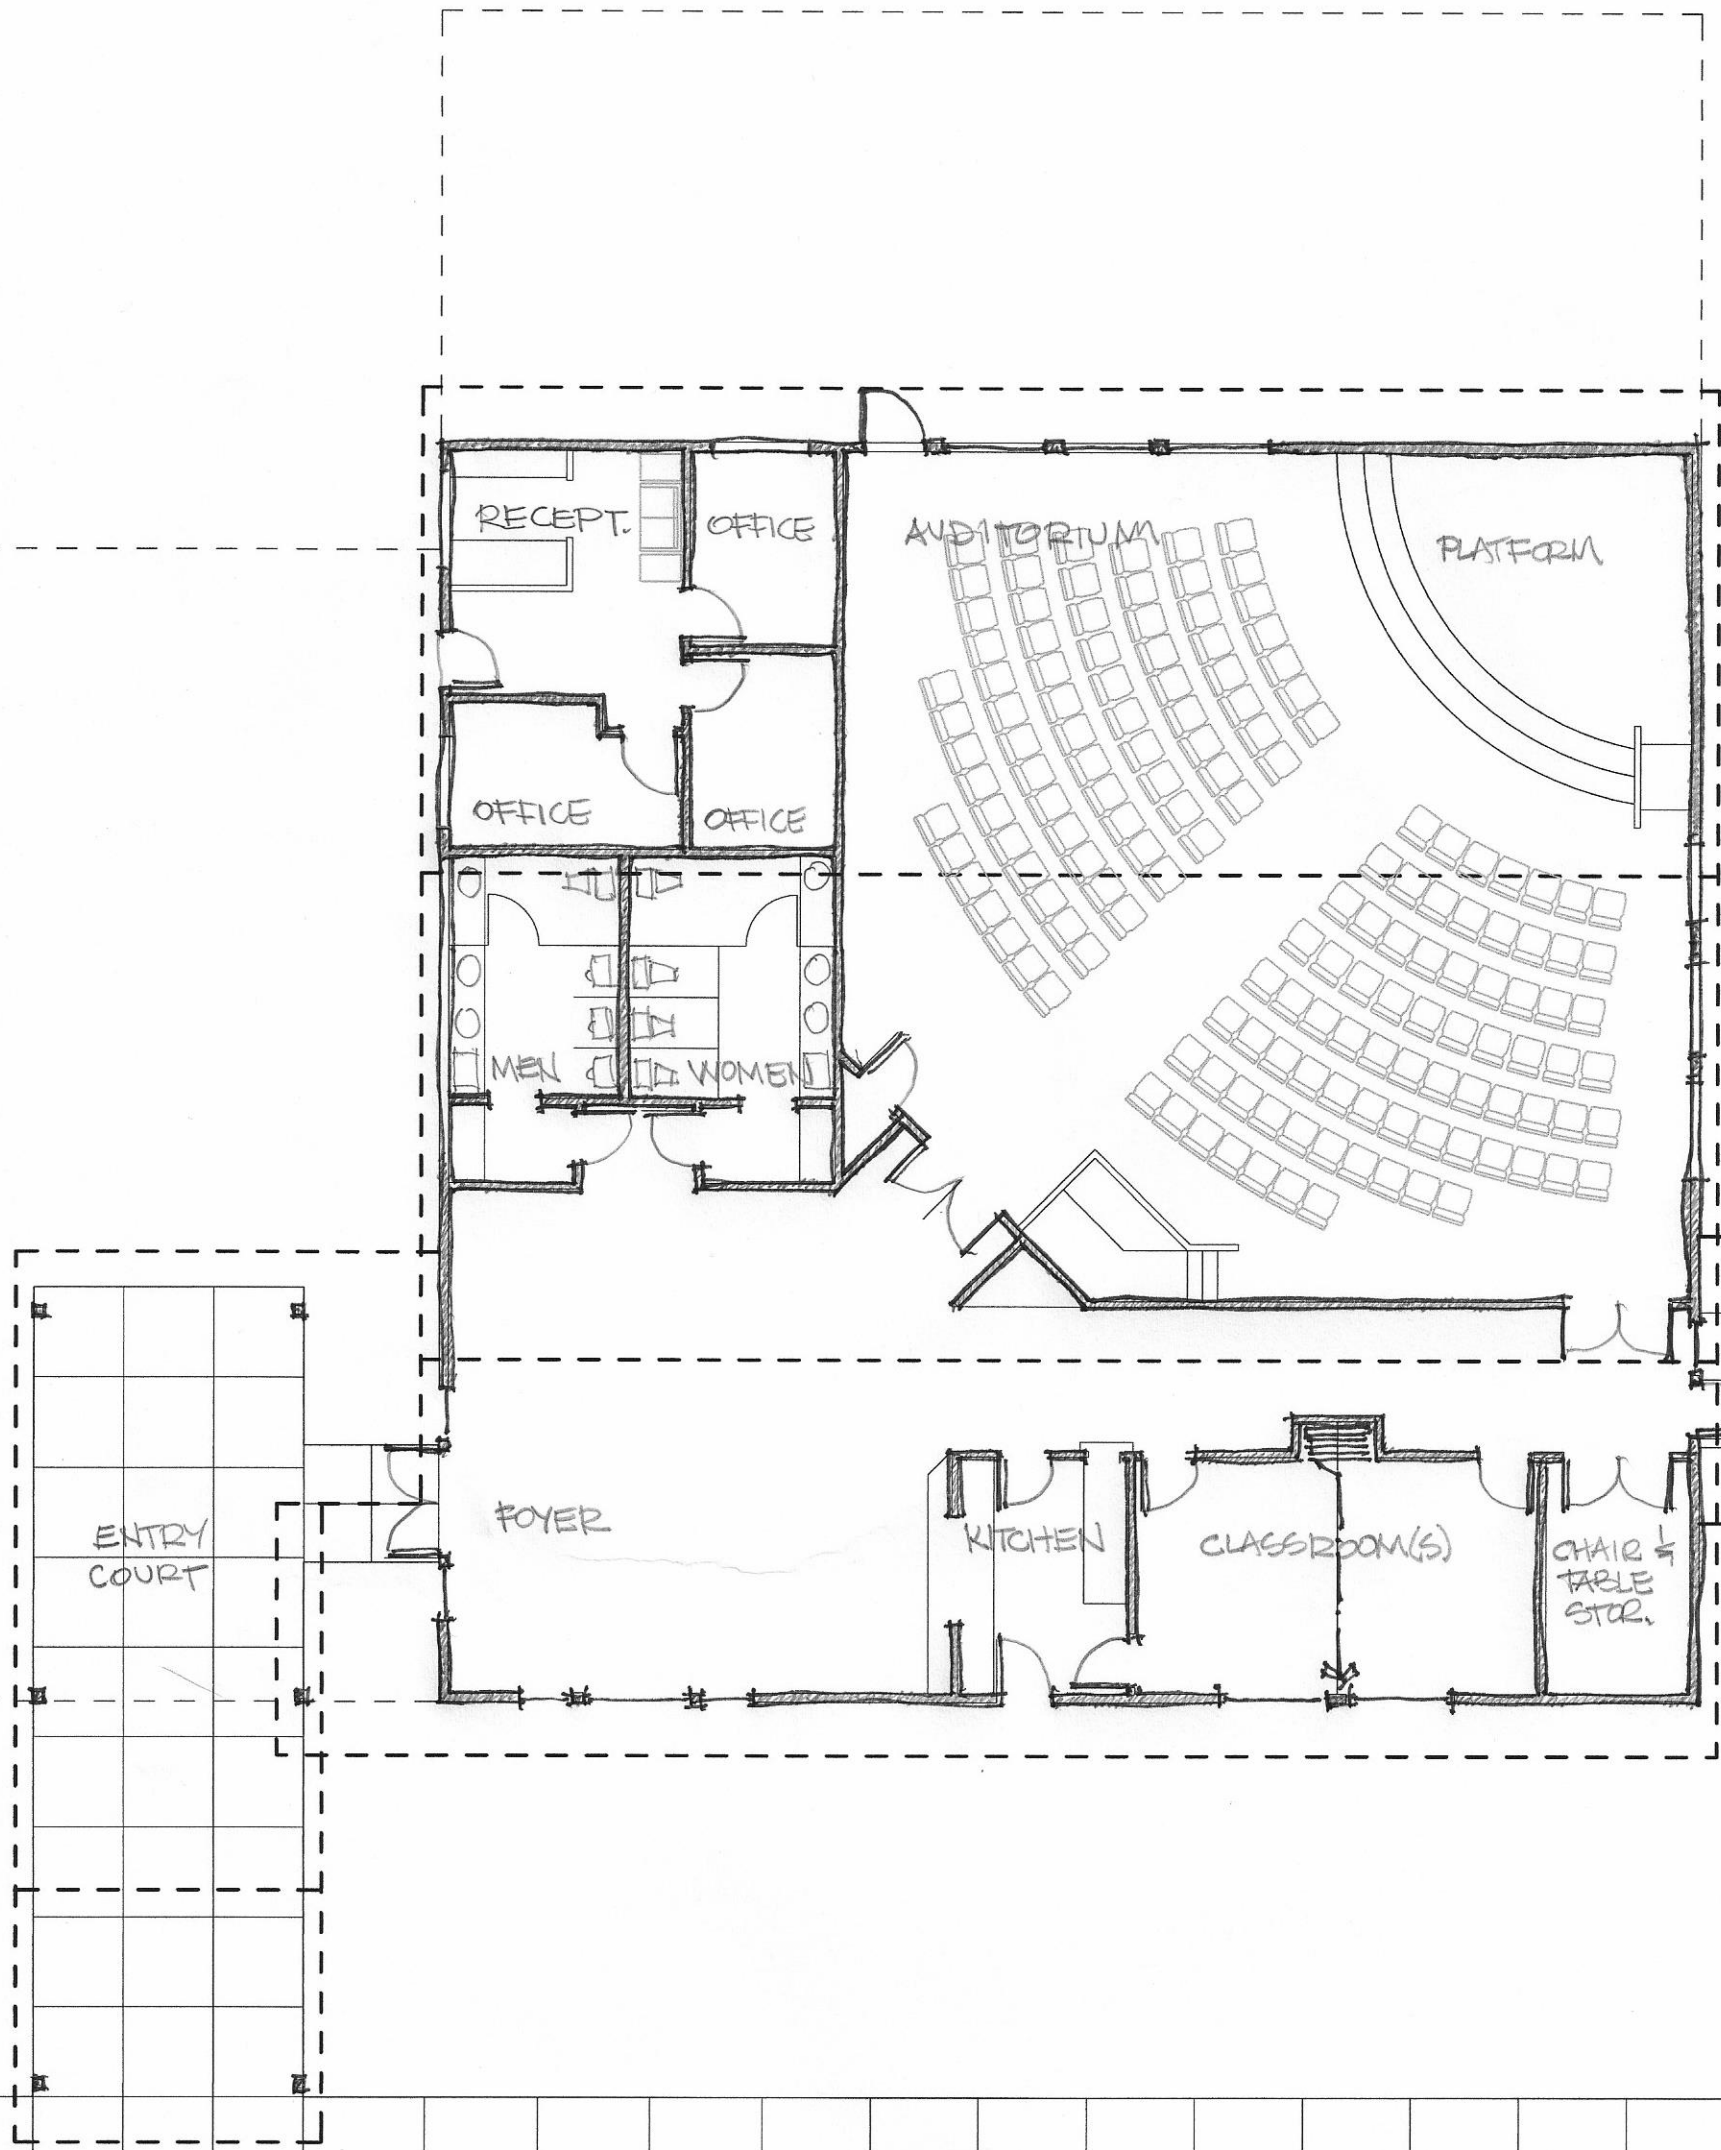 RECEPT.
OFFICE
AUDITORIUM
PLATFORM
OFFICE
OFFICE
MEN
WOMEN
ENTRY
COURT
FOYER
KITCHEN
CLASSROOM(S)
CHAIR &
TABLE
STOR.